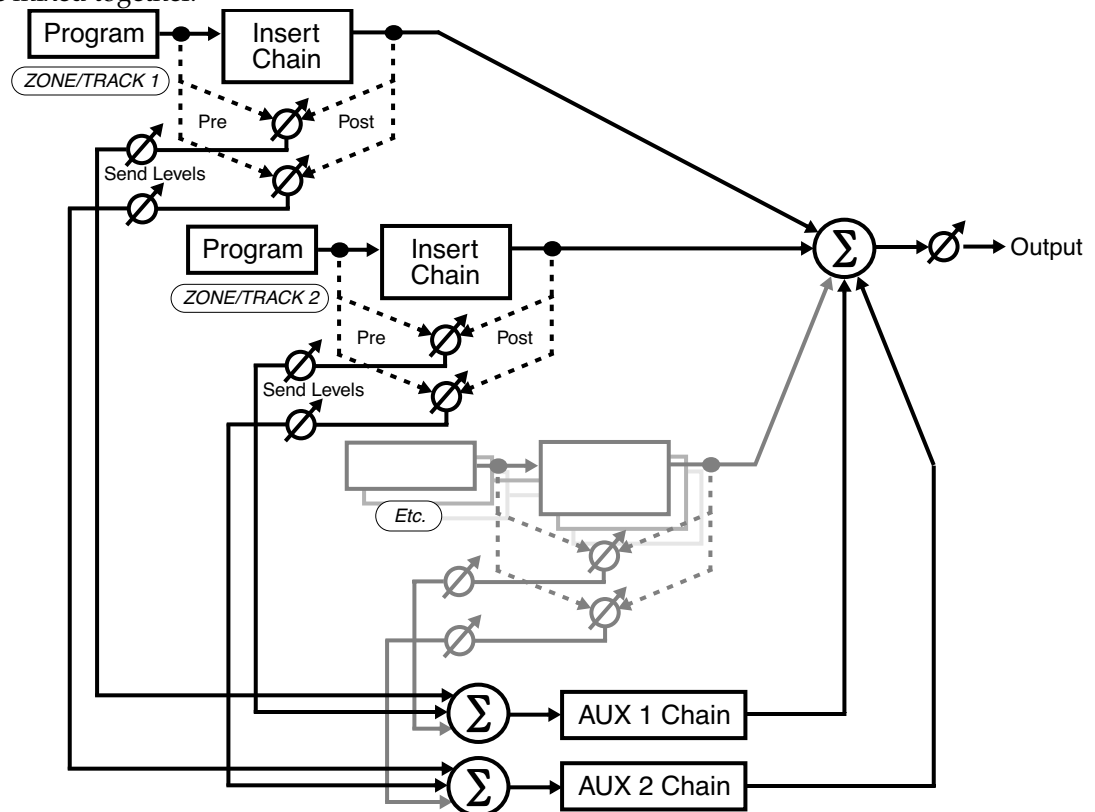 Program
Insert
Chain
ZONE/TRACK 1
Pre
Post
Send Levels
Program
Insert
Chain
Σ
Output
ZONE/TRACK 2
Pre
Post
Send Levels
Etc.
Σ
AUX 1 Chain
Σ
AUX 2 Chain